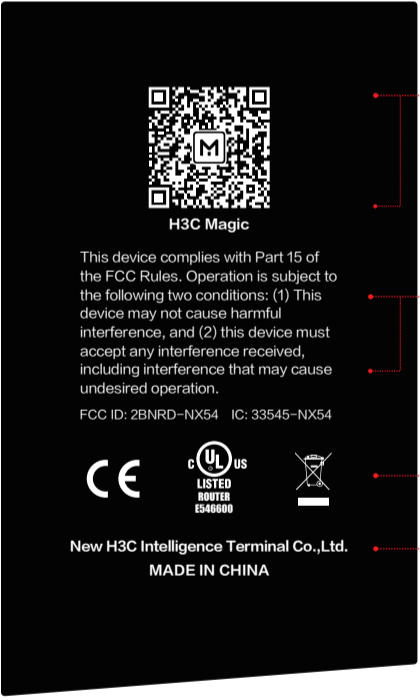 M
H3C Magic
This device complies with Part 15 of
the FCC Rules. Operation is subject to
the following two conditions: (1) This
device may not cause harmful
interference, and (2) this device must
accept any interference received,
including interference that may cause
undesired operation.
FCC ID: 2BNRD-NX54 IC: 33545-NX54
CE
C UL US
LISTED
ROUTER
E546600
New H3C Intelligence Terminal Co.,Ltd.
MADE IN CHINA